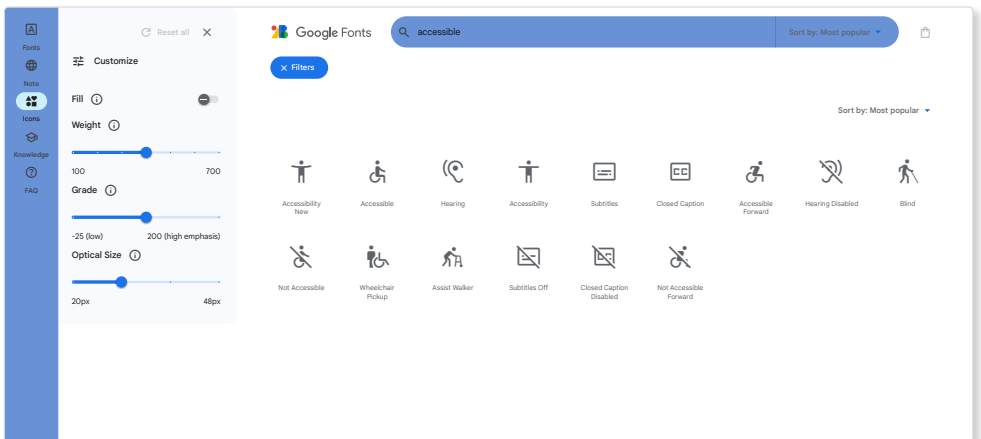 Fonts
Noto
Icons
Knowledge
FAQ
Reset all
Customize
Fill
Weight
100 700
Grade
-25 (low) 200 (high emphasis)
Optical Size
20px 48px
Google Fonts
accessible
Sort by: Most popular
Filters
Sort by: Most popular
Accessibility
New
Accessible
Hearing
Accessibility
Subtitles
CC
Closed Caption
Accessible
Forward
Hearing Disabled
Blind
Not Accessible
Wheelchair
Pickup
Assist Walker
Subtitles Off
CC
Closed Caption
Disabled
Not Accessible
Forward